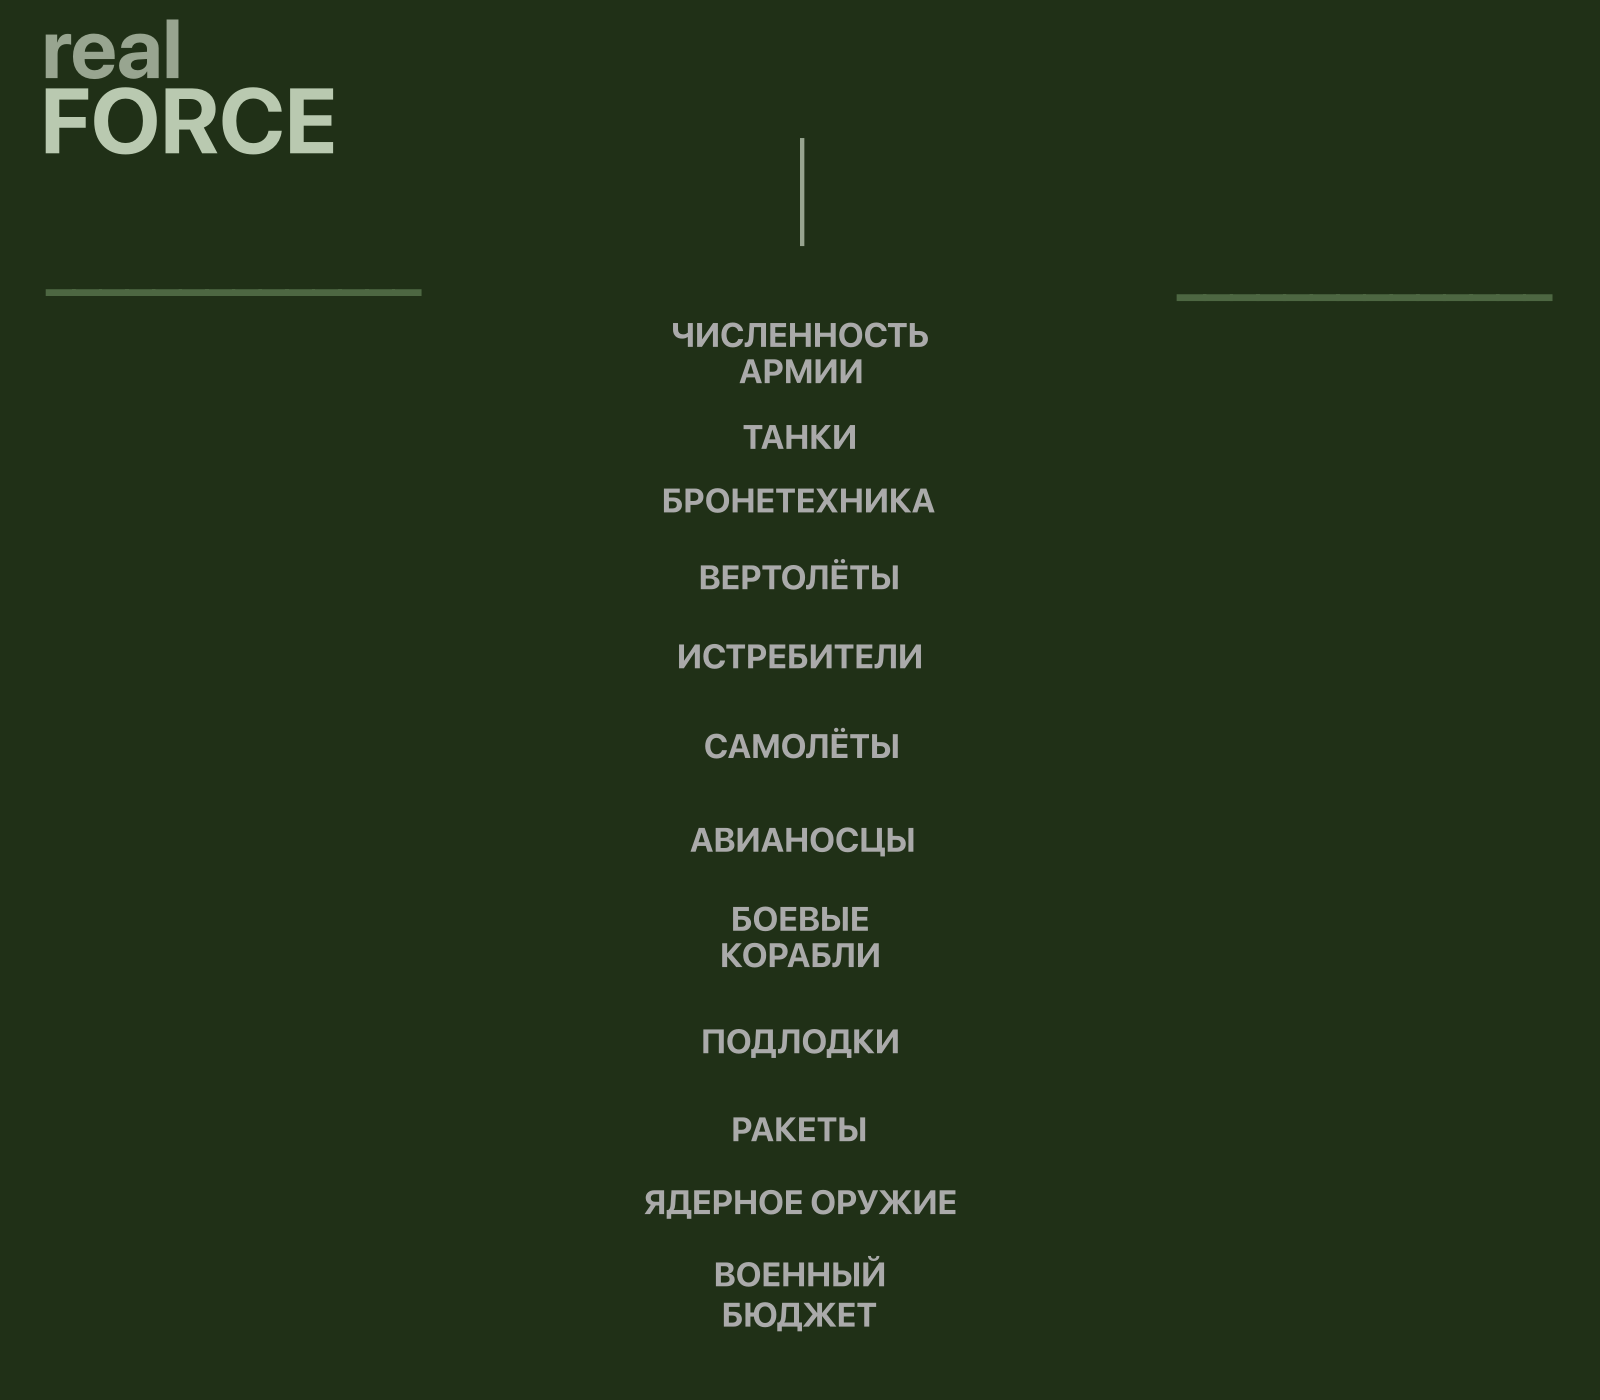 real
FORCE
ЧИСЛЕННОСТЬ
АРМИИ
ТАНКИ
БРОНЕТЕХНИКА
ВЕРТОЛЁТЫ
ИСТРЕБИТЕЛИ
САМОЛЁТЫ
АВИАНОСЦЫ
БОЕВЫЕ
КОРАБЛИ
ПОДЛОДКИ
РАКЕТЫ
ЯДЕРНОЕ ОРУЖИЕ
ВОЕННЫЙ
БЮДЖЕТ